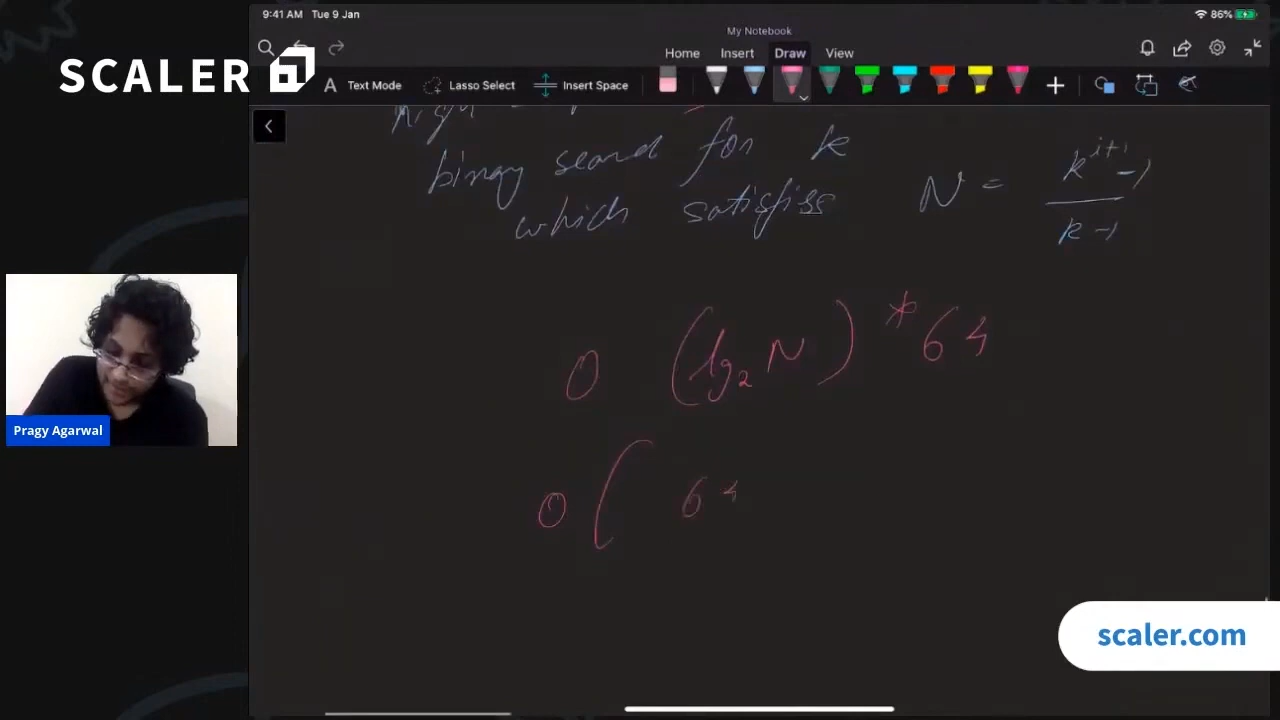 9:41 AM Tue 9 Jan
86%
My Notebook
SCALER
Home Insert Draw View
A Text Mode Lasso Select Insert Space
binary search for k
which satisfies N = k^i+1 - 1 / k - 1
O (lg2 N) * 64
O ( 64
Pragy Agarwal
scaler.com